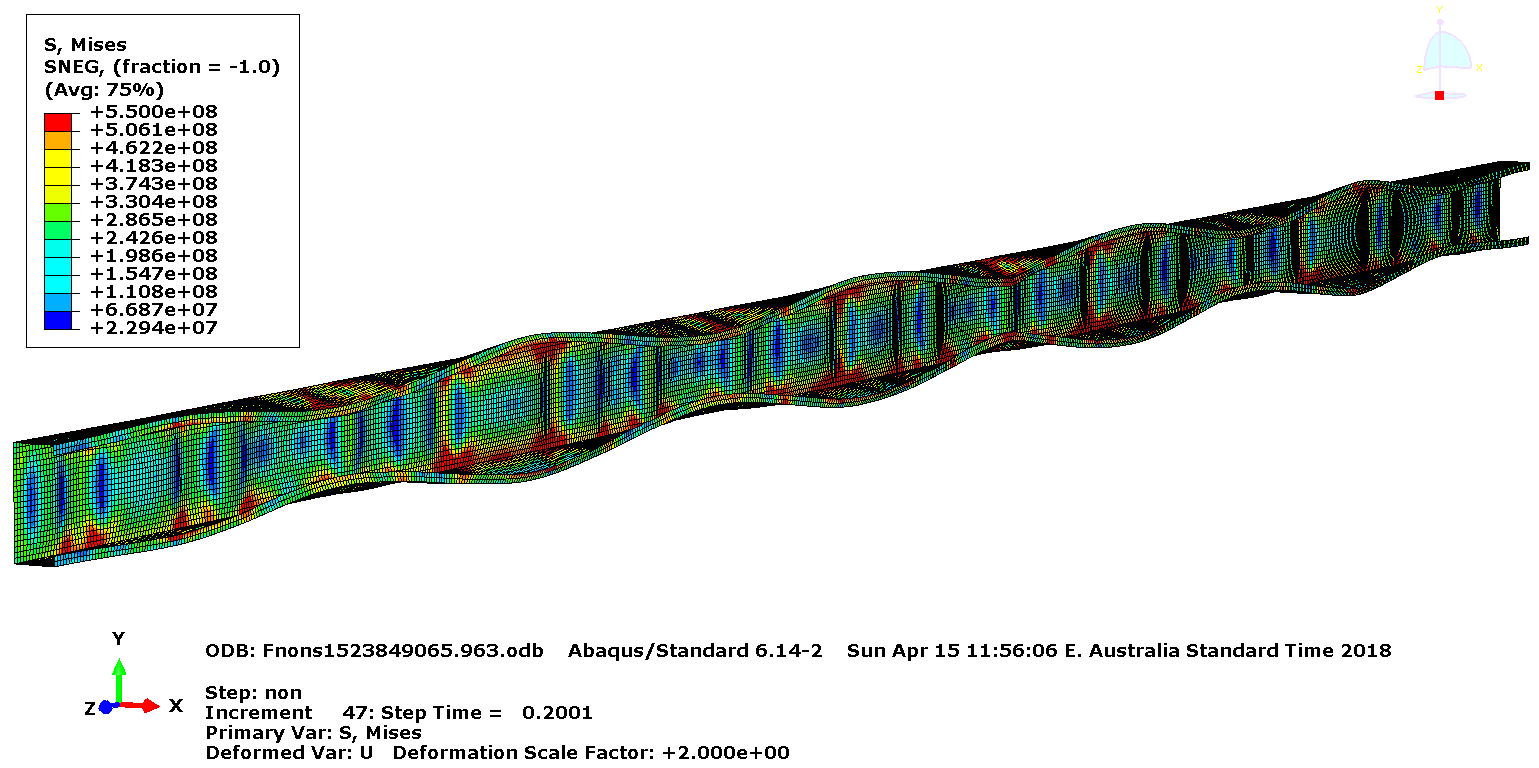 S, Mises
SNEG, (fraction = -1.0)
(Avg: 75%)
+5.500e+08
+5.061e+08
+4.622e+08
+4.183e+08
+3.743e+08
+3.304e+08
+2.865e+08
+2.426e+08
+1.986e+08
+1.547e+08
+1.108e+08
+6.687e+07
+2.294e+07
Y
Z X
Y
Z X
ODB: Fnons1523849065.963.odb Abaqus/Standard 6.14-2 Sun Apr 15 11:56:06 E. Australia Standard Time 2018
Step: non
Increment 47: Step Time = 0.2001
Primary Var: S, Mises
Deformed Var: U Deformation Scale Factor: +2.000e+00